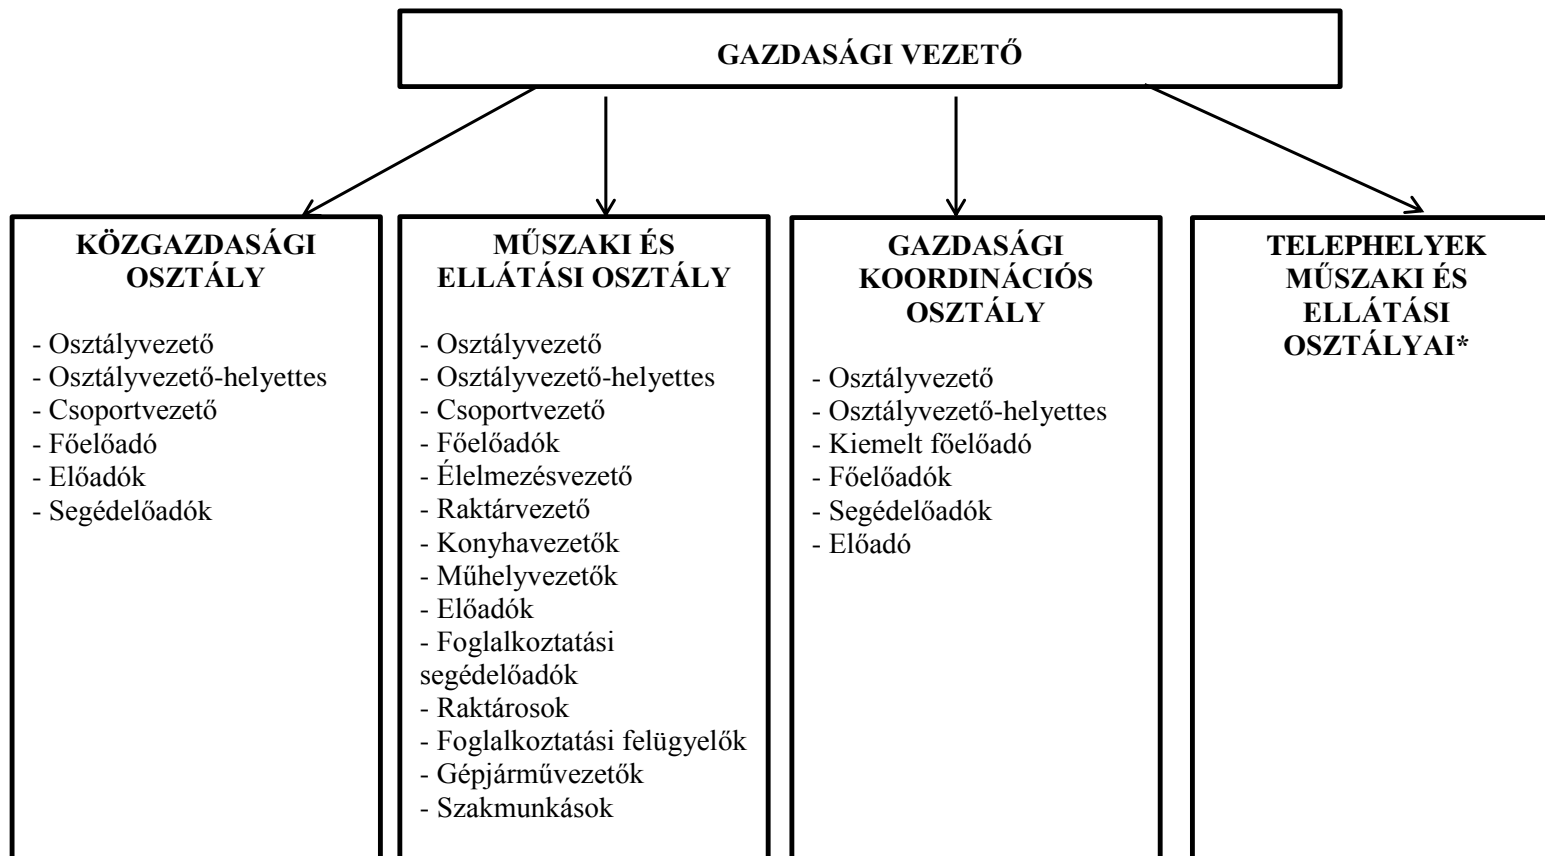 GAZDASÁGI VEZETŐ
KÖZGAZDASÁGI
OSZTÁLY
- Osztályvezető
- Osztályvezető-helyettes
- Csoportvezető
- Főelőadó
- Előadók
- Segédelőadók
MŰSZAKI ÉS
ELLÁTÁSI OSZTÁLY
- Osztályvezető
- Osztályvezető-helyettes
- Csoportvezető
- Főelőadók
- Élelmezésvezető
- Raktárvezető
- Konyhavezetők
- Műhelyvezetők
- Előadók
- Foglalkoztatási
segédelőadók
- Raktárosok
- Foglalkoztatási felügyelők
- Gépjárművezetők
- Szakmunkások
GAZDASÁGI
KOORDINÁCIÓS
OSZTÁLY
- Osztályvezető
- Osztályvezető-helyettes
- Kiemelt főelőadó
- Főelőadók
- Segédelőadók
- Előadó
TELEPHELYEK
MŰSZAKI ÉS
ELLÁTÁSI
OSZTÁLYAI*